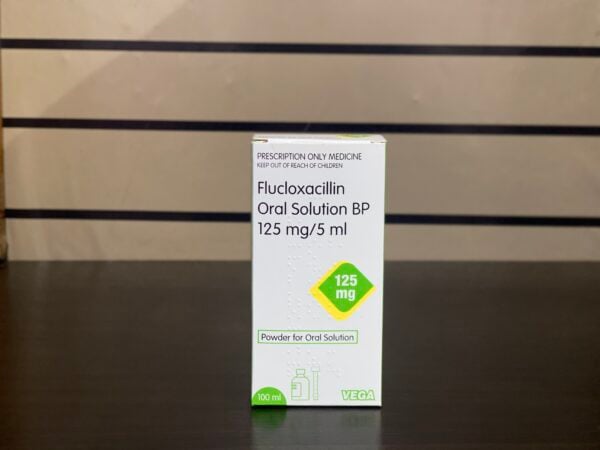 PRESCRIPTION ONLY MEDICINE
KEEP OUT OF REACH OF CHILDREN
Flucloxacillin
Oral Solution BP
125 mg/5 ml
125
mg
Powder for Oral Solution
100 ml
VEGA